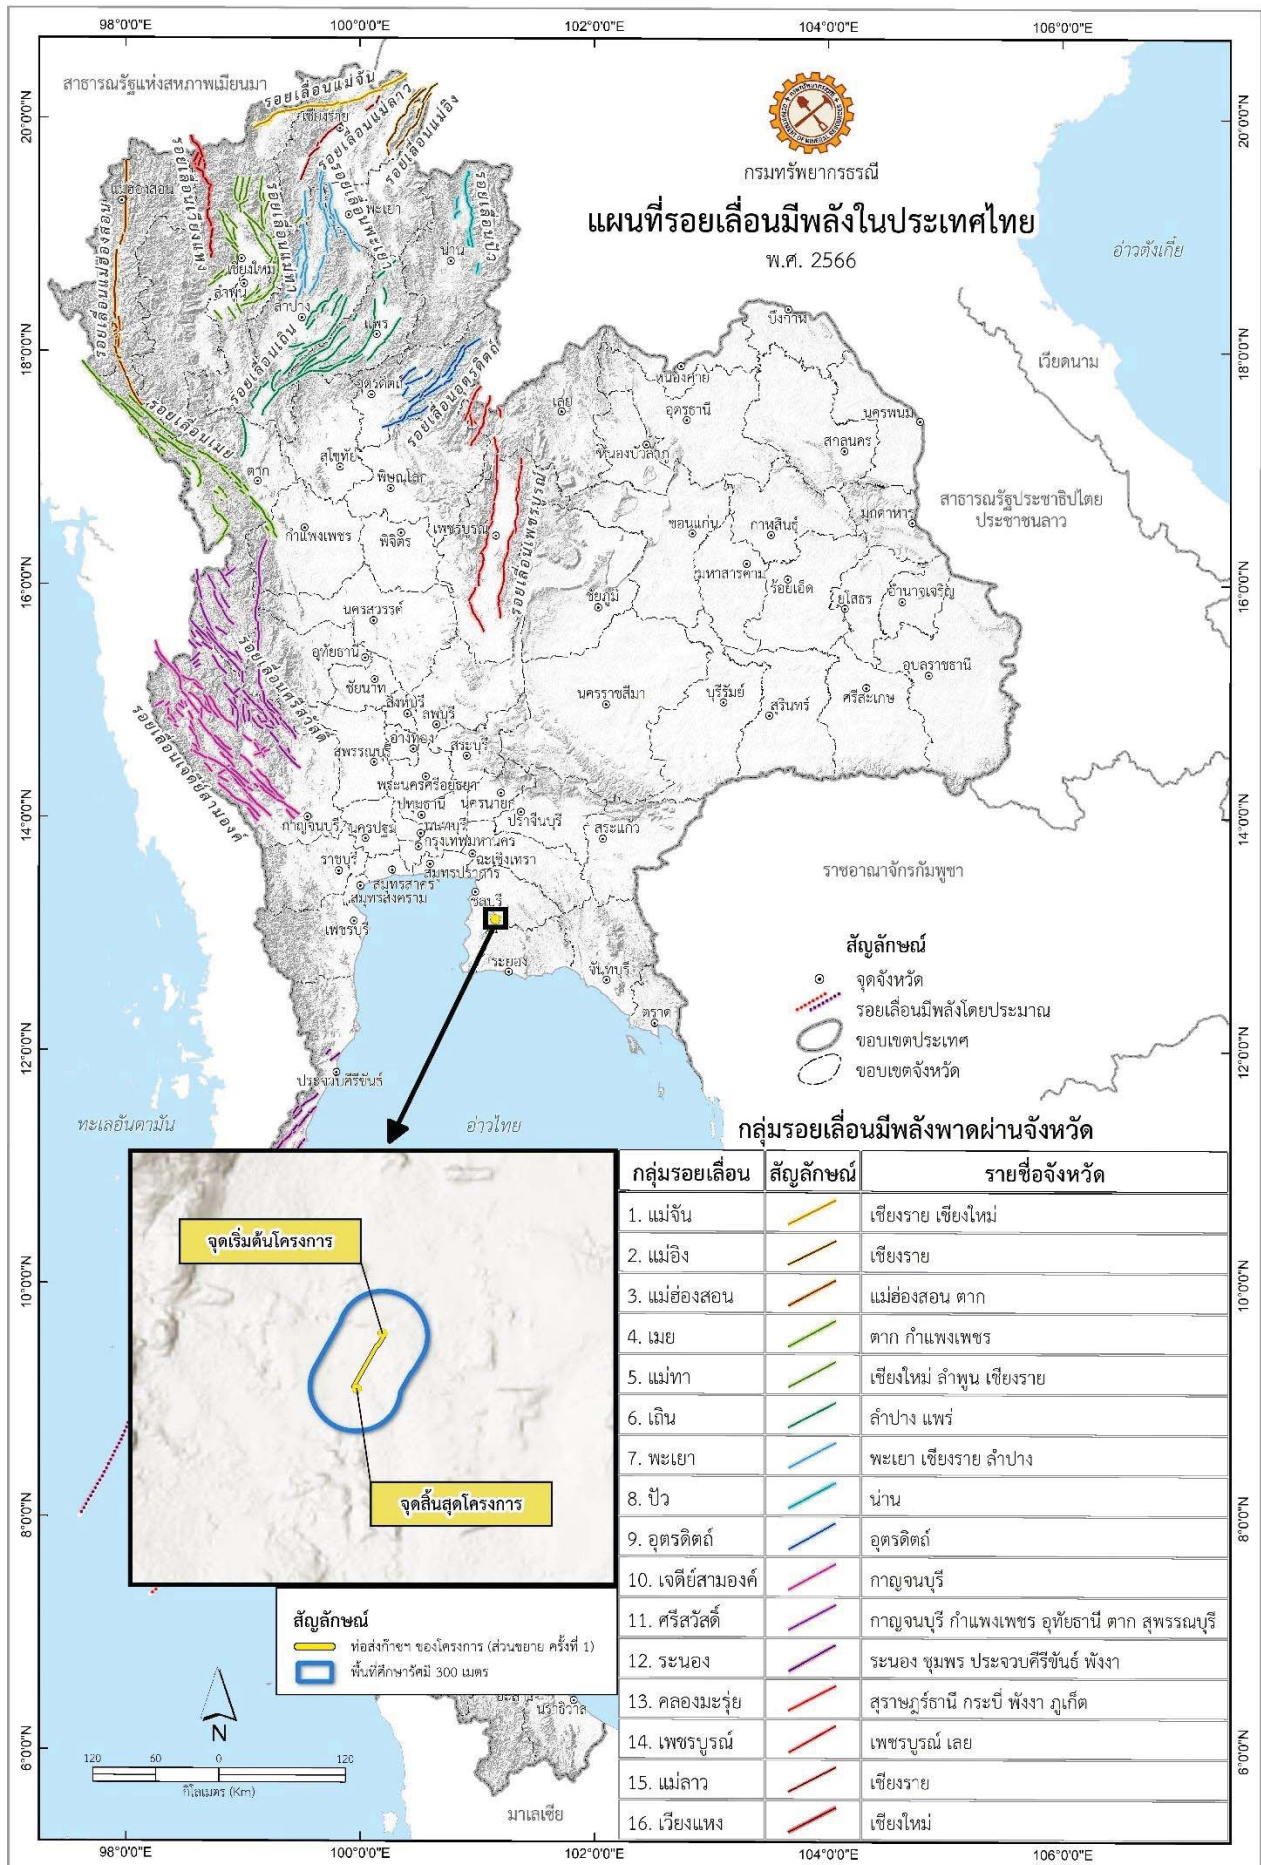 98°0'0"E 100°0'0"E 102°0'0"E 104°0'0"E 106°0'0"E
สาธารณรัฐแห่งสหภาพเมียนมา
กรมทรัพยากรธรณี
แผนที่รอยเลื่อนมีพลังในประเทศไทย
พ.ศ. 2566
อ่าวตังเกี๋ย
เวียดนาม
สาธารณรัฐประชาธิปไตย
ประชาชนลาว
ราชอาณาจักรกัมพูชา
ทะเลอันดามัน
อ่าวไทย
มาเลเซีย
20°0'0"N
18°0'0"N
16°0'0"N
14°0'0"N
12°0'0"N
10°0'0"N
8°0'0"N
6°0'0"N
20°0'0"N
18°0'0"N
16°0'0"N
14°0'0"N
12°0'0"N
10°0'0"N
8°0'0"N
6°0'0"N
รอยเลื่อนแม่จัน
รอยเลื่อนแม่ลาว
รอยเลื่อนแม่อิง
รอยเลื่อนเวียงแหง
รอยเลื่อนแม่ทา
รอยเลื่อนพะเยา
รอยเลื่อนปัว
รอยเลื่อนแม่ฮ่องสอน
รอยเลื่อนเถิน
รอยเลื่อนอุตรดิตถ์
รอยเลื่อนเมย
รอยเลื่อนเพชรบูรณ์
รอยเลื่อนศรีสวัสดิ์
รอยเลื่อนเจดีย์สามองค์
เชียงราย
แม่ฮ่องสอน
พะเยา
น่าน
เชียงใหม่
ลำพูน
ลำปาง
แพร่
อุตรดิตถ์
บึงกาฬ
หนองคาย
เลย
อุดรธานี
นครพนม
สกลนคร
หนองบัวลำภู
สุโขทัย
ตาก
พิษณุโลก
กำแพงเพชร
พิจิตร
เพชรบูรณ์
ขอนแก่น
กาฬสินธุ์
มุกดาหาร
มหาสารคาม
ร้อยเอ็ด
ชัยภูมิ
ยโสธร
อำนาจเจริญ
นครสวรรค์
อุทัยธานี
ชัยนาท
สิงห์บุรี
ลพบุรี
นครราชสีมา
บุรีรัมย์
สุรินทร์
ศรีสะเกษ
อุบลราชธานี
สุพรรณบุรี
อ่างทอง
สระบุรี
พระนครศรีอยุธยา
ปทุมธานี
นครนายก
กาญจนบุรี
นครปฐม
นนทบุรี
ปราจีนบุรี
สระแก้ว
กรุงเทพมหานคร
ราชบุรี
ฉะเชิงเทรา
สมุทรปราการ
สมุทรสาคร
สมุทรสงคราม
ชลบุรี
เพชรบุรี
ระยอง
จันทบุรี
ตราด
ประจวบคีรีขันธ์
นราธิวาส
สัญลักษณ์
จุดจังหวัด
รอยเลื่อนมีพลังโดยประมาณ
ขอบเขตประเทศ
ขอบเขตจังหวัด
กลุ่มรอยเลื่อนมีพลังพาดผ่านจังหวัด
กลุ่มรอยเลื่อน สัญลักษณ์ รายชื่อจังหวัด
1. แม่จัน เชียงราย เชียงใหม่
2. แม่อิง เชียงราย
3. แม่ฮ่องสอน แม่ฮ่องสอน ตาก
4. เมย ตาก กำแพงเพชร
5. แม่ทา เชียงใหม่ ลำพูน เชียงราย
6. เถิน ลำปาง แพร่
7. พะเยา พะเยา เชียงราย ลำปาง
8. ปัว น่าน
9. อุตรดิตถ์ อุตรดิตถ์
10. เจดีย์สามองค์ กาญจนบุรี
11. ศรีสวัสดิ์ กาญจนบุรี กำแพงเพชร อุทัยธานี ตาก สุพรรณบุรี
12. ระนอง ระนอง ชุมพร ประจวบคีรีขันธ์ พังงา
13. คลองมะรุ่ย สุราษฎร์ธานี กระบี่ พังงา ภูเก็ต
14. เพชรบูรณ์ เพชรบูรณ์ เลย
15. แม่ลาว เชียงราย
16. เวียงแหง เชียงใหม่
จุดเริ่มต้นโครงการ
จุดสิ้นสุดโครงการ
สัญลักษณ์
ท่อส่งก๊าซฯ ของโครงการ (ส่วนขยาย ครั้งที่ 1)
พื้นที่ศึกษารัศมี 300 เมตร
N
120 60 0 120
กิโลเมตร (Km)
98°0'0"E 100°0'0"E 102°0'0"E 104°0'0"E 106°0'0"E